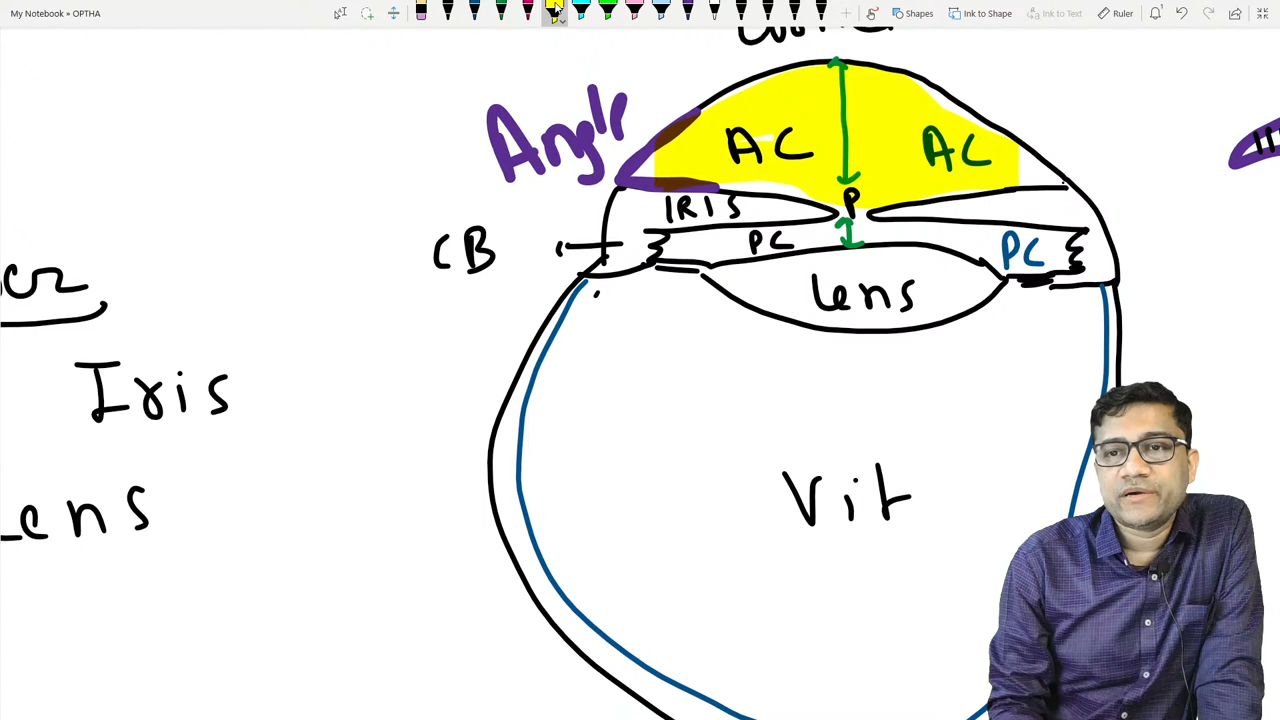 My Notebook » OPTHA
Shapes
Ink to Shape
Ink to Text
Ruler
Angle
AC
AC
P
IRIS
CB
PC
PC
Lens
Iris
Vit